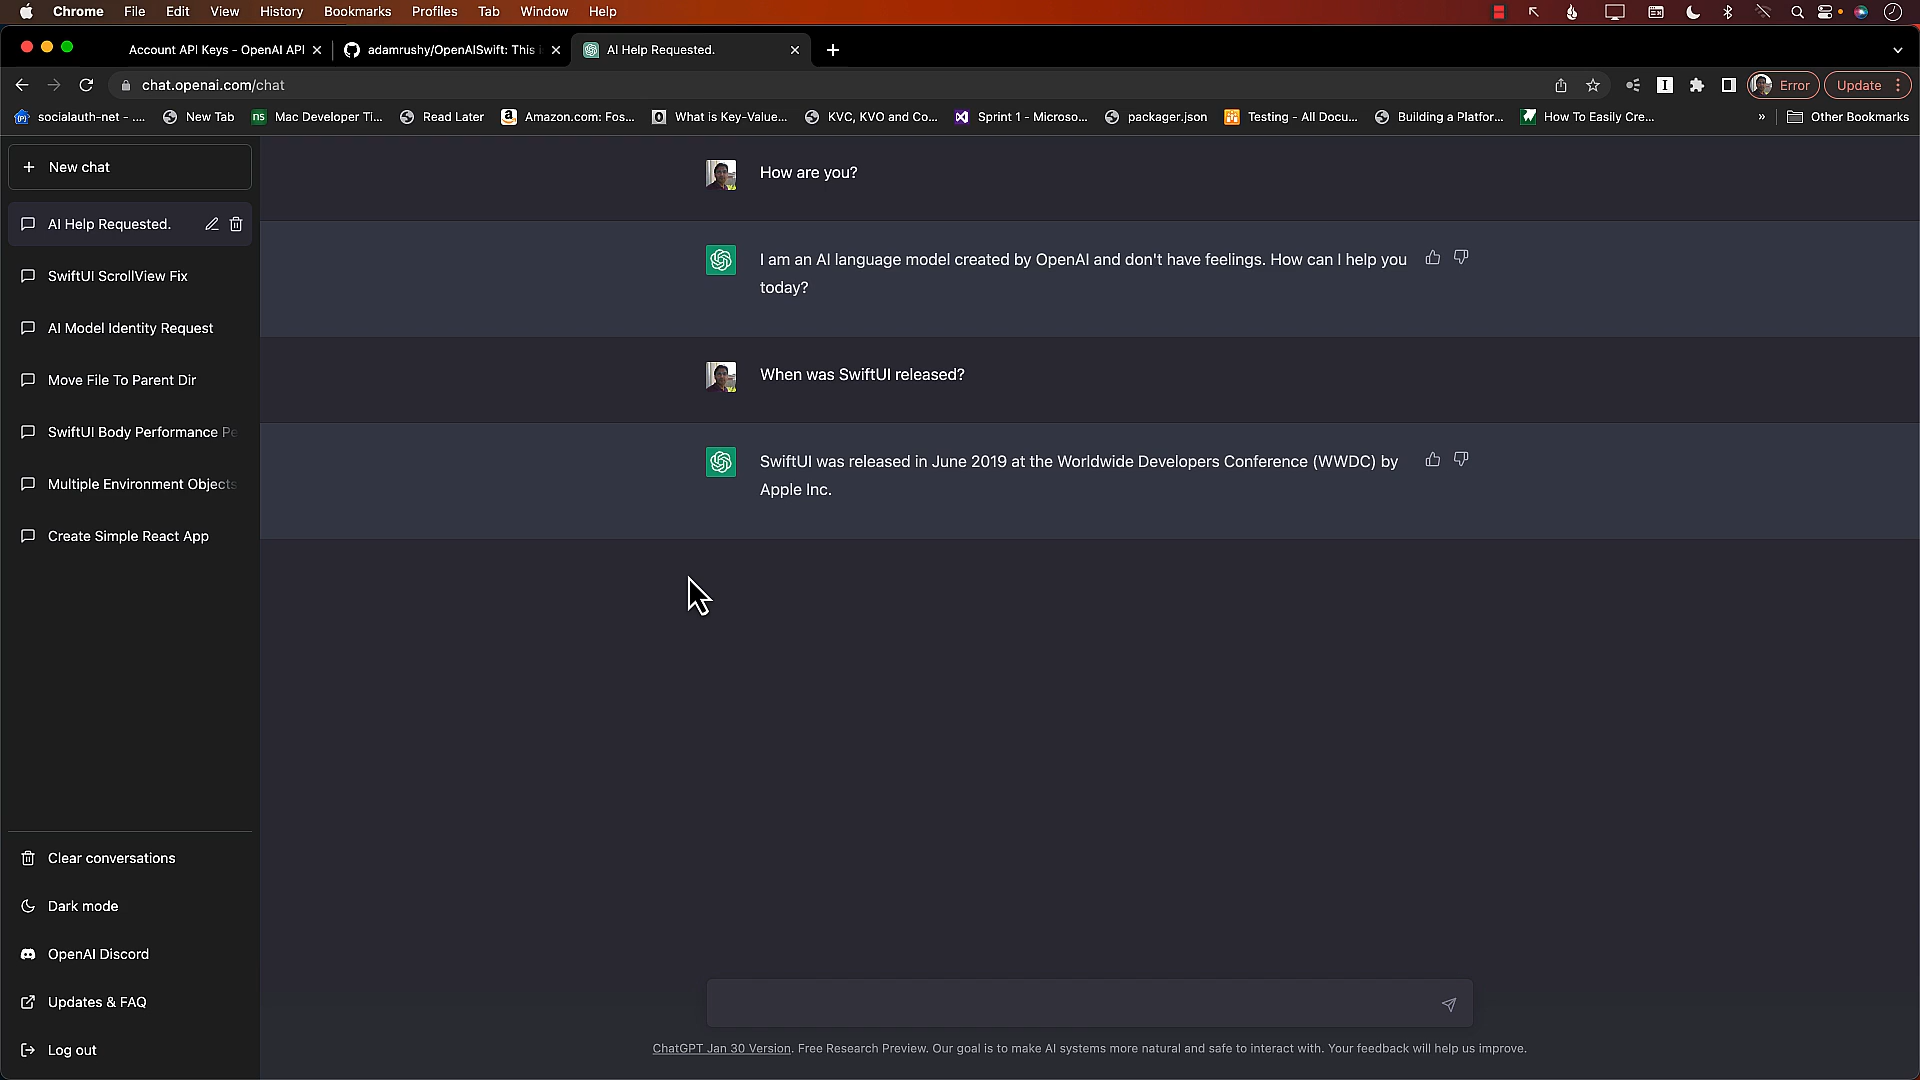 Chrome File Edit View History Bookmarks Profiles Tab Window Help
Account API Keys - OpenAI API adamrushy/OpenAISwift: This AI Help Requested.
chat.openai.com/chat Error Update
socialauth-net - .... New Tab ns Mac Developer Ti... Read Later Amazon.com: Fos... What is Key-Value... KVC, KVO and Co... Sprint 1 - Microso... packager.json Testing - All Docu... Building a Platfor... How To Easily Cre... » Other Bookmarks
New chat
AI Help Requested.
SwiftUI ScrollView Fix
AI Model Identity Request
Move File To Parent Dir
SwiftUI Body Performance Pe
Multiple Environment Objects
Create Simple React App
Clear conversations
Dark mode
OpenAI Discord
Updates & FAQ
Log out
How are you?
I am an AI language model created by OpenAI and don't have feelings. How can I help you
today?
When was SwiftUI released?
SwiftUI was released in June 2019 at the Worldwide Developers Conference (WWDC) by
Apple Inc.
ChatGPT Jan 30 Version. Free Research Preview. Our goal is to make AI systems more natural and safe to interact with. Your feedback will help us improve.